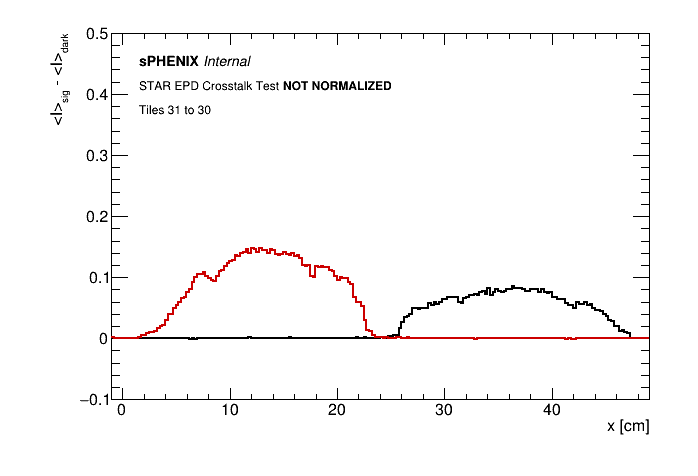 0.5
0.4
0.3
0.2
0.1
0
−0.1
<I>sig - <I>dark
sPHENIX Internal
STAR EPD Crosstalk Test NOT NORMALIZED
Tiles 31 to 30
0 10 20 30 40
x [cm]